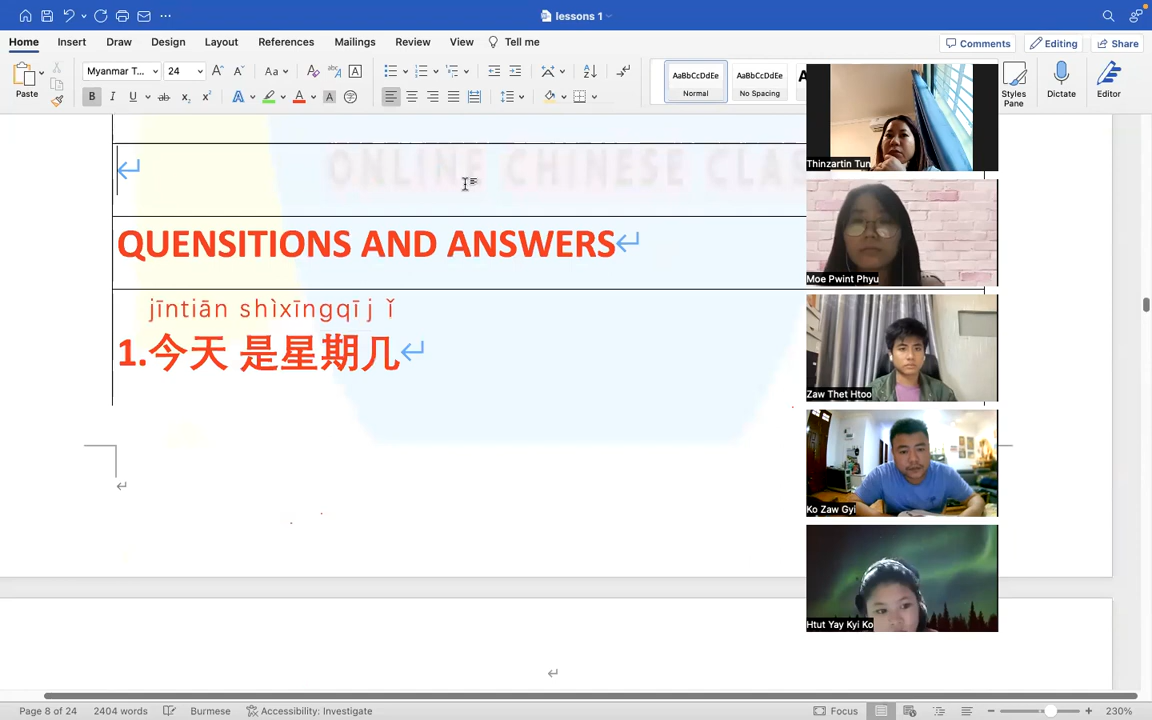 lessons 1
Home Insert Draw Design Layout References Mailings Review View Tell me
Comments Editing Share
Paste
Myanmar T... 24
Aa
AaBbCcDdEe
Normal
AaBbCcDdEe
No Spacing
Styles
Pane
Dictate
Editor
ONLINE CHINESE CLAS
QUENSITIONS AND ANSWERS
jīntiān shìxīngqī j ǐ
1.今天 是星期几
Thinzartin Tun
Moe Pwint Phyu
Zaw Thet Htoo
Ko Zaw Gyi
Htut Yay Kyi Ko
Page 8 of 24 2404 words Burmese Accessibility: Investigate Focus 230%